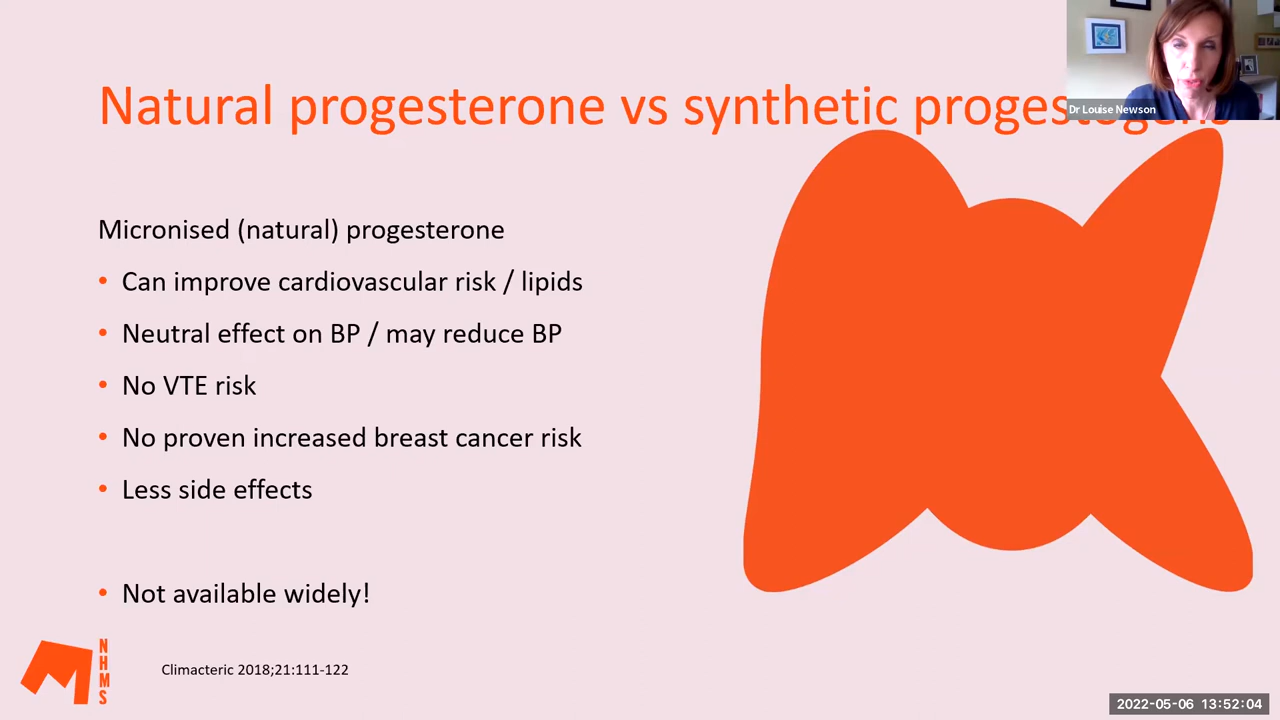 Natural progesterone vs synthetic progestogens
Dr Louise Newson
Micronised (natural) progesterone
• Can improve cardiovascular risk / lipids
• Neutral effect on BP / may reduce BP
• No VTE risk
• No proven increased breast cancer risk
• Less side effects
• Not available widely!
NHMS
Climacteric 2018;21:111-122
2022-05-06 13:52:04